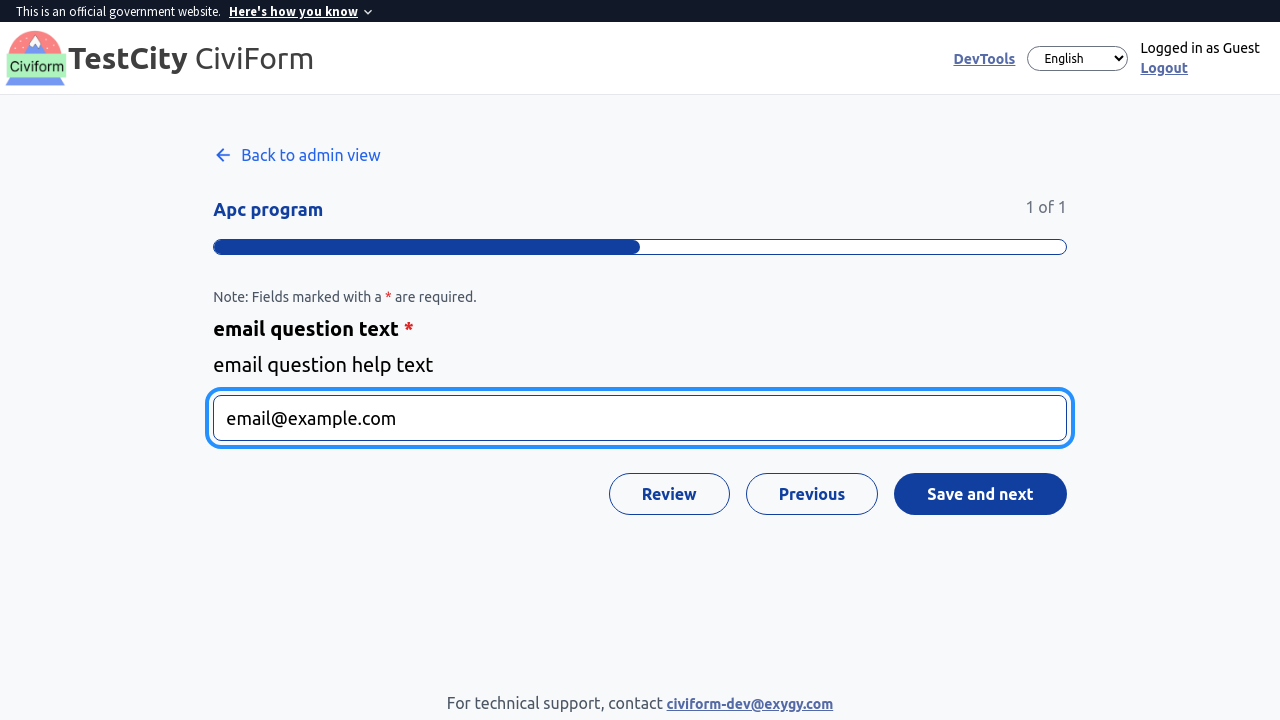 This is an official government website. Here's how you know
Civiform
TestCity CiviForm
DevTools
English
Logged in as Guest
Logout
Back to admin view
Apc program
1 of 1
Note: Fields marked with a * are required.
email question text *
email question help text
email@example.com
Review
Previous
Save and next
For technical support, contact civiform-dev@exygy.com